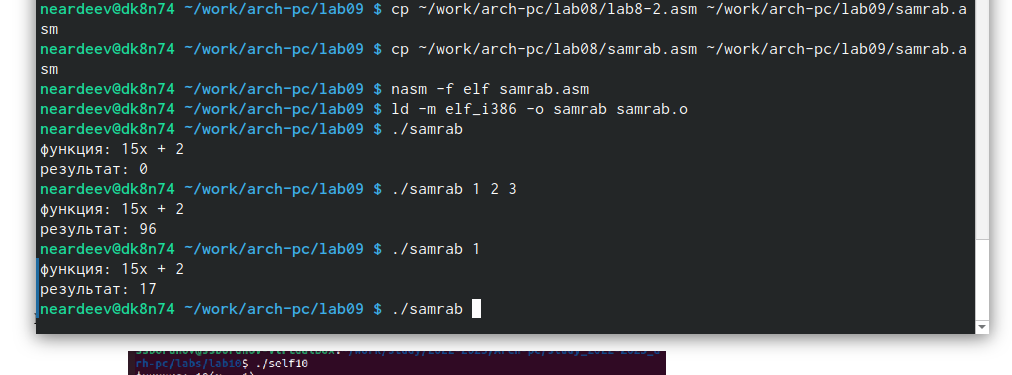 neardeev@dk8n74 ~/work/arch-pc/lab09 $ cp ~/work/arch-pc/lab08/lab8-2.asm ~/work/arch-pc/lab09/samrab.a
sm
neardeev@dk8n74 ~/work/arch-pc/lab09 $ cp ~/work/arch-pc/lab08/samrab.asm ~/work/arch-pc/lab09/samrab.a
sm
neardeev@dk8n74 ~/work/arch-pc/lab09 $ nasm -f elf samrab.asm
neardeev@dk8n74 ~/work/arch-pc/lab09 $ ld -m elf_i386 -o samrab samrab.o
neardeev@dk8n74 ~/work/arch-pc/lab09 $ ./samrab
функция: 15x + 2
результат: 0
neardeev@dk8n74 ~/work/arch-pc/lab09 $ ./samrab 1 2 3
функция: 15x + 2
результат: 96
neardeev@dk8n74 ~/work/arch-pc/lab09 $ ./samrab 1
функция: 15x + 2
результат: 17
neardeev@dk8n74 ~/work/arch-pc/lab09 $ ./samrab
rh-pc/labs/lab10$ ./self10